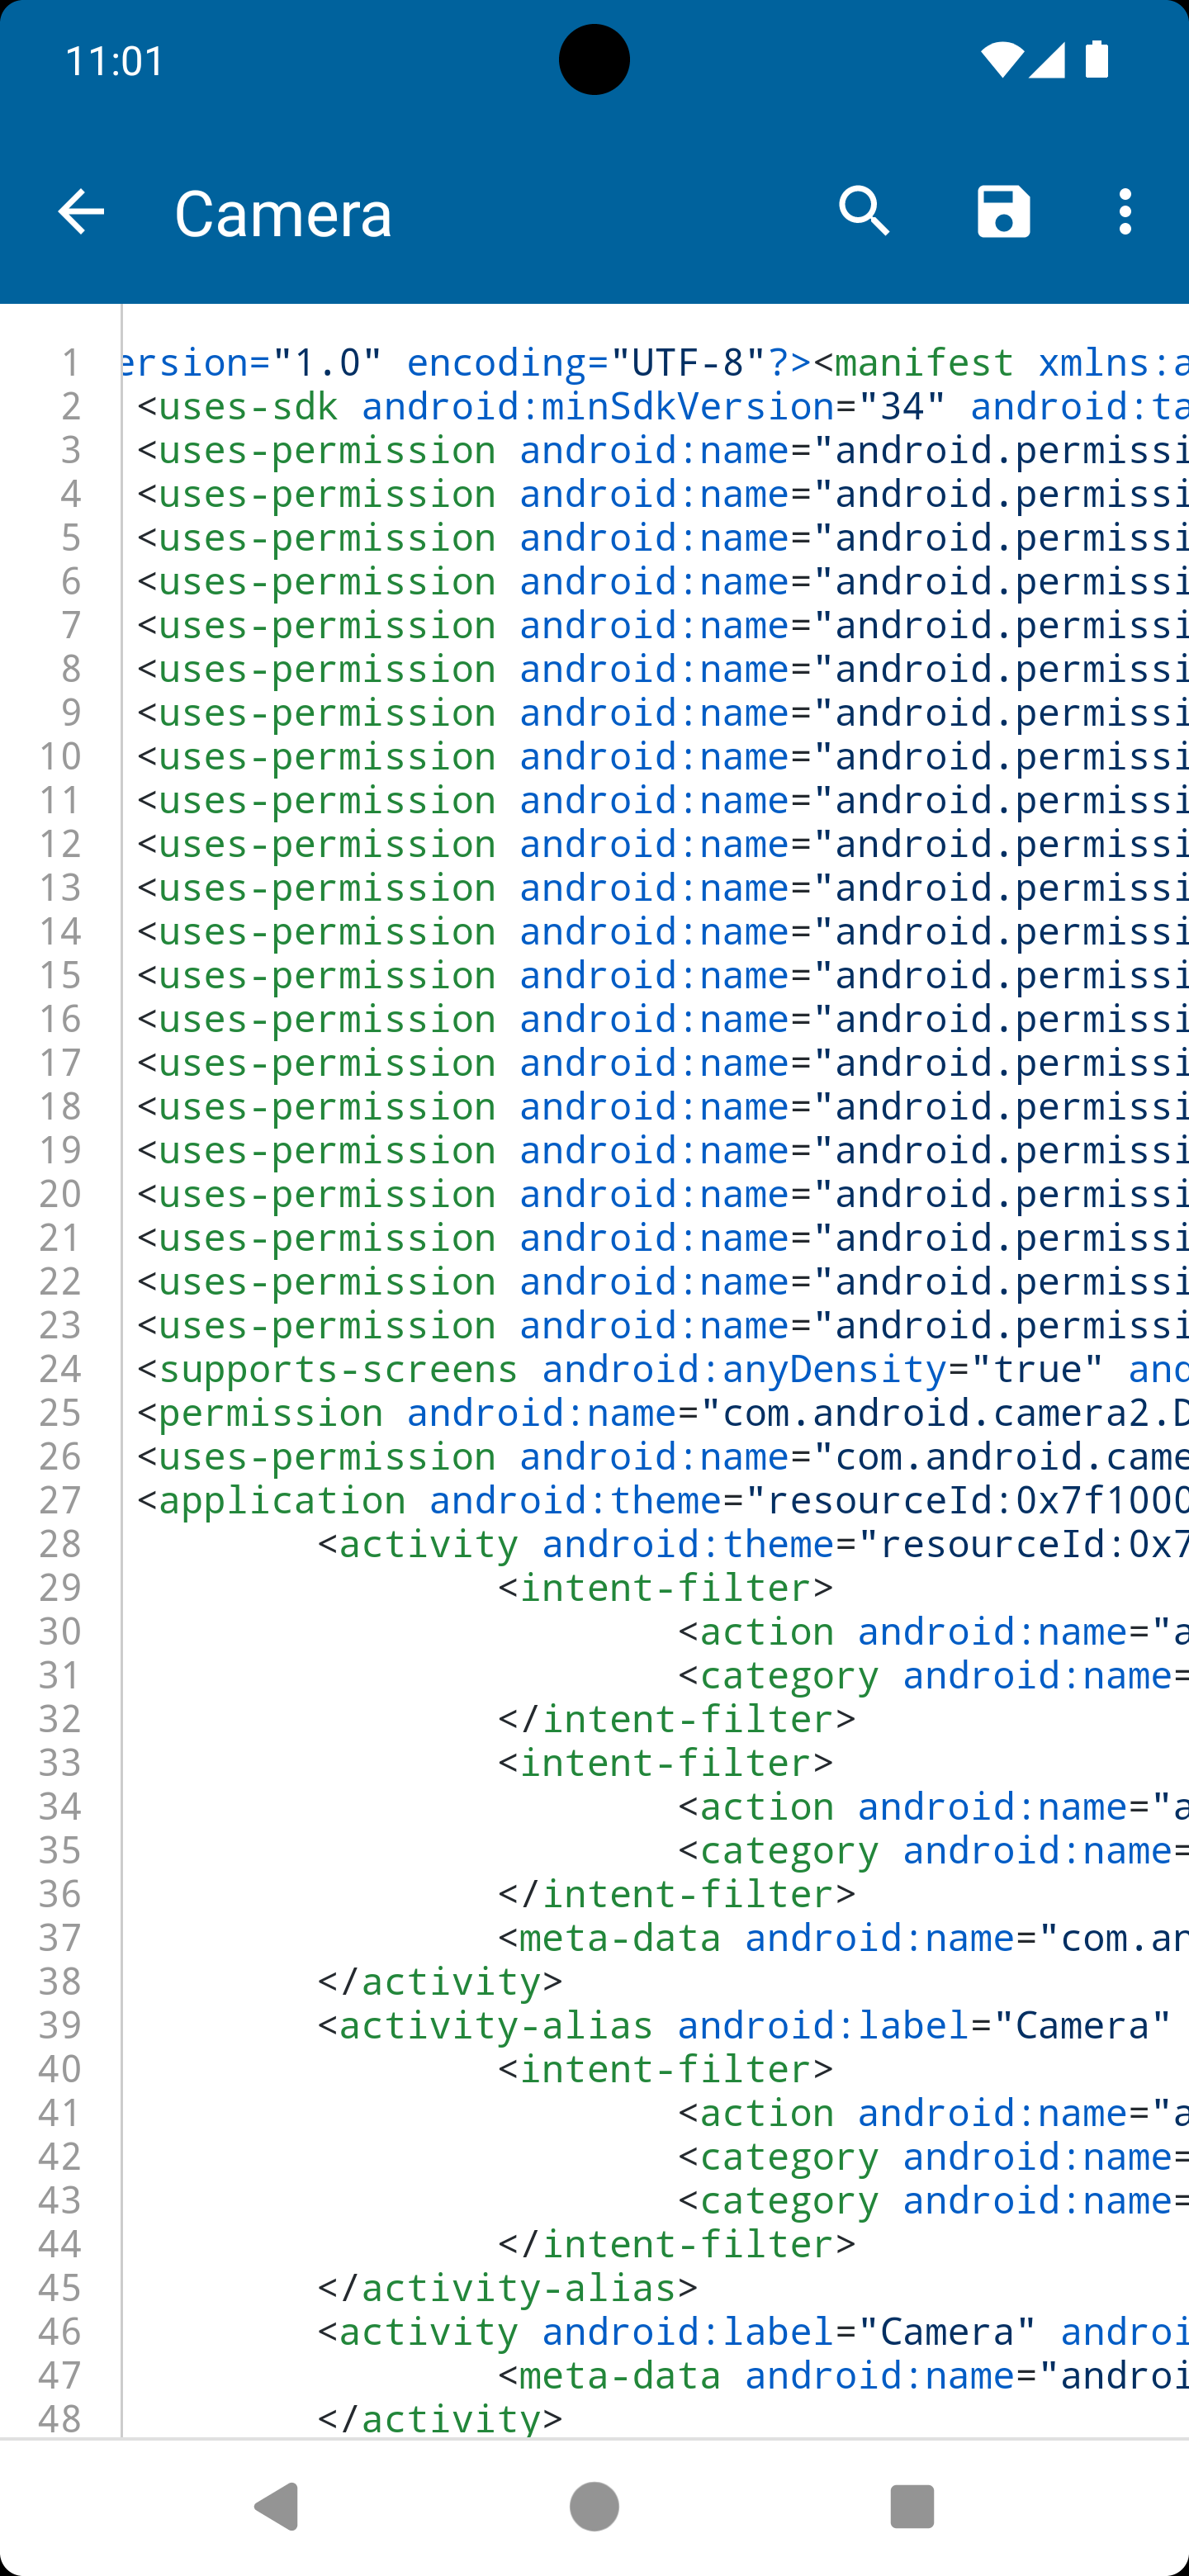 11:01
Camera
1 ersion="1.0" encoding="UTF-8"?><manifest xmlns:a
2 <uses-sdk android:minSdkVersion="34" android:ta
3 <uses-permission android:name="android.permissi
4 <uses-permission android:name="android.permissi
5 <uses-permission android:name="android.permissi
6 <uses-permission android:name="android.permissi
7 <uses-permission android:name="android.permissi
8 <uses-permission android:name="android.permissi
9 <uses-permission android:name="android.permissi
10 <uses-permission android:name="android.permissi
11 <uses-permission android:name="android.permissi
12 <uses-permission android:name="android.permissi
13 <uses-permission android:name="android.permissi
14 <uses-permission android:name="android.permissi
15 <uses-permission android:name="android.permissi
16 <uses-permission android:name="android.permissi
17 <uses-permission android:name="android.permissi
18 <uses-permission android:name="android.permissi
19 <uses-permission android:name="android.permissi
20 <uses-permission android:name="android.permissi
21 <uses-permission android:name="android.permissi
22 <uses-permission android:name="android.permissi
23 <uses-permission android:name="android.permissi
24 <supports-screens android:anyDensity="true" and
25 <permission android:name="com.android.camera2.D
26 <uses-permission android:name="com.android.came
27 <application android:theme="resourceId:0x7f1000
28 <activity android:theme="resourceId:0x7
29 <intent-filter>
30 <action android:name="a
31 <category android:name=
32 </intent-filter>
33 <intent-filter>
34 <action android:name="a
35 <category android:name=
36 </intent-filter>
37 <meta-data android:name="com.an
38 </activity>
39 <activity-alias android:label="Camera"
40 <intent-filter>
41 <action android:name="a
42 <category android:name=
43 <category android:name=
44 </intent-filter>
45 </activity-alias>
46 <activity android:label="Camera" androi
47 <meta-data android:name="androi
48 </activity>